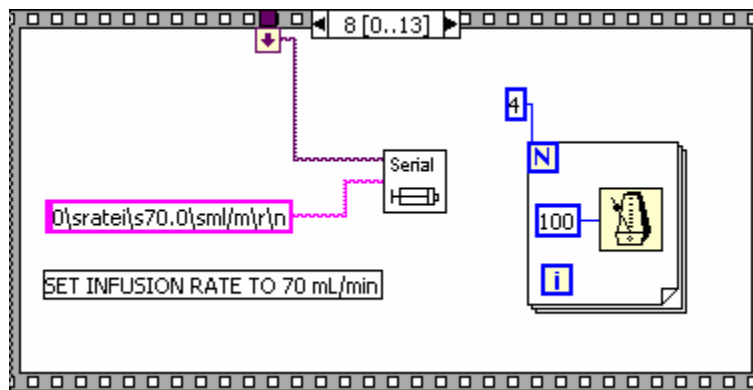 8 [0..13]
4
N
Serial
0\sratei\s70.0\sml/m\r\n
100
SET INFUSION RATE TO 70 mL/min
i